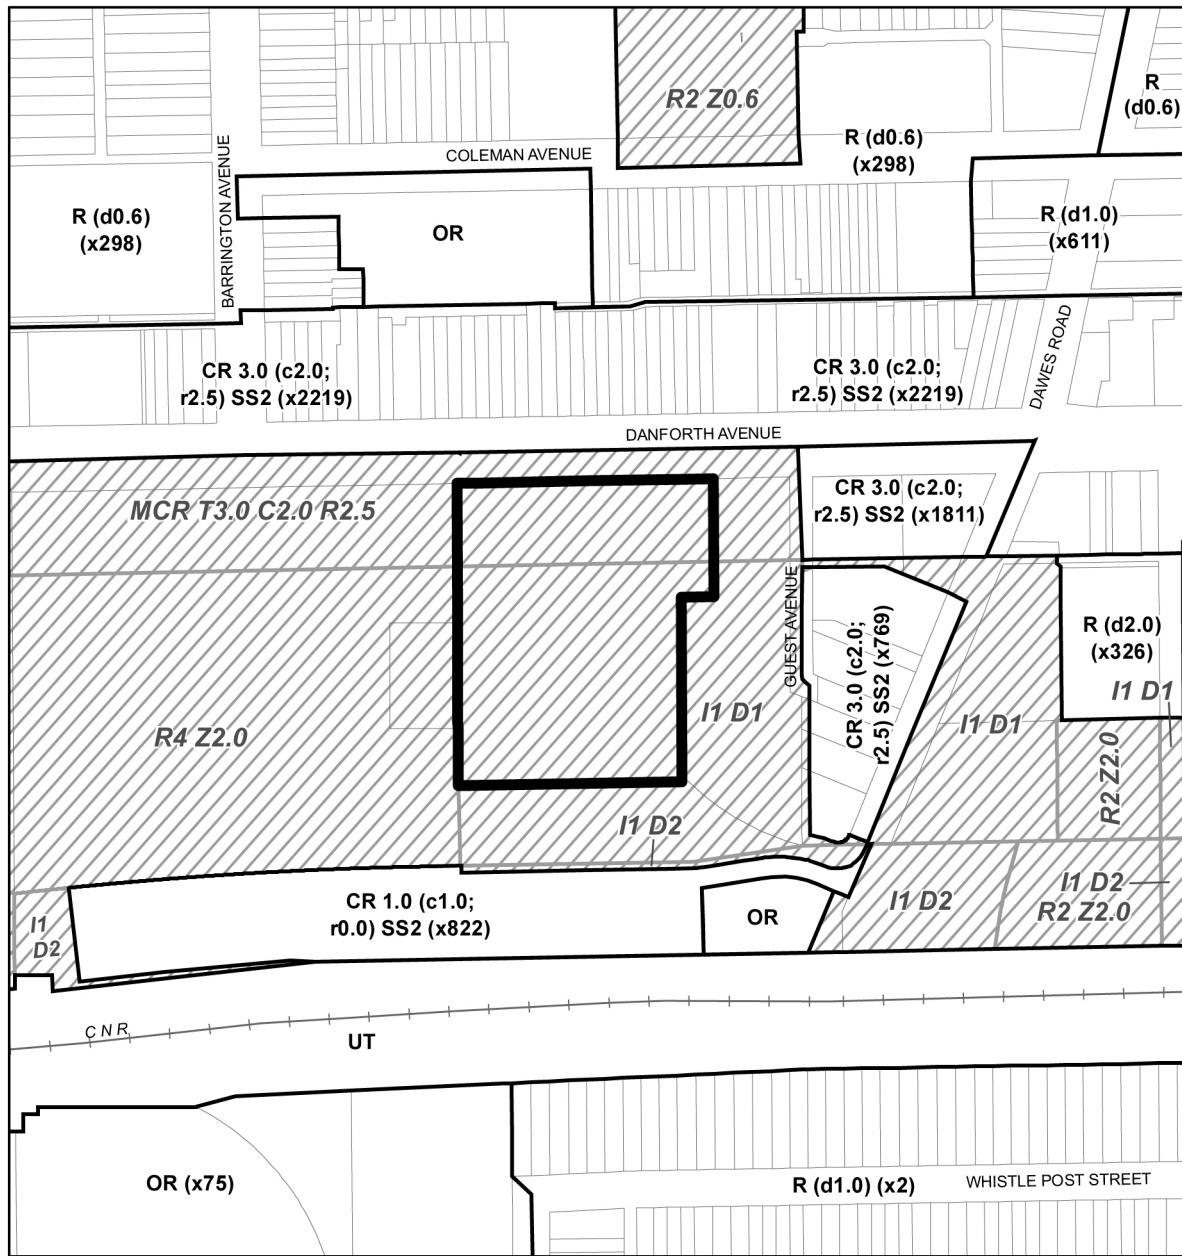 R2 Z0.6
R
(d0.6)
R (d0.6)
(x298)
COLEMAN AVENUE
BARRINGTON AVENUE
R (d0.6)
(x298)
OR
R (d1.0)
(x611)
DAWES ROAD
CR 3.0 (c2.0;
r2.5) SS2 (x2219)
CR 3.0 (c2.0;
r2.5) SS2 (x2219)
DANFORTH AVENUE
MCR T3.0 C2.0 R2.5
CR 3.0 (c2.0;
r2.5) SS2 (x1811)
GUEST AVENUE
CR 3.0 (c2.0;
r2.5) SS2 (x769)
R (d2.0)
(x326)
I1 D1
R4 Z2.0
I1 D1
I1 D1
R2 Z2.0
I1 D2
I1
D2
CR 1.0 (c1.0;
r0.0) SS2 (x822)
OR
I1 D2
I1 D2
R2 Z2.0
CNR
UT
OR (x75)
R (d1.0) (x2)
WHISTLE POST STREET